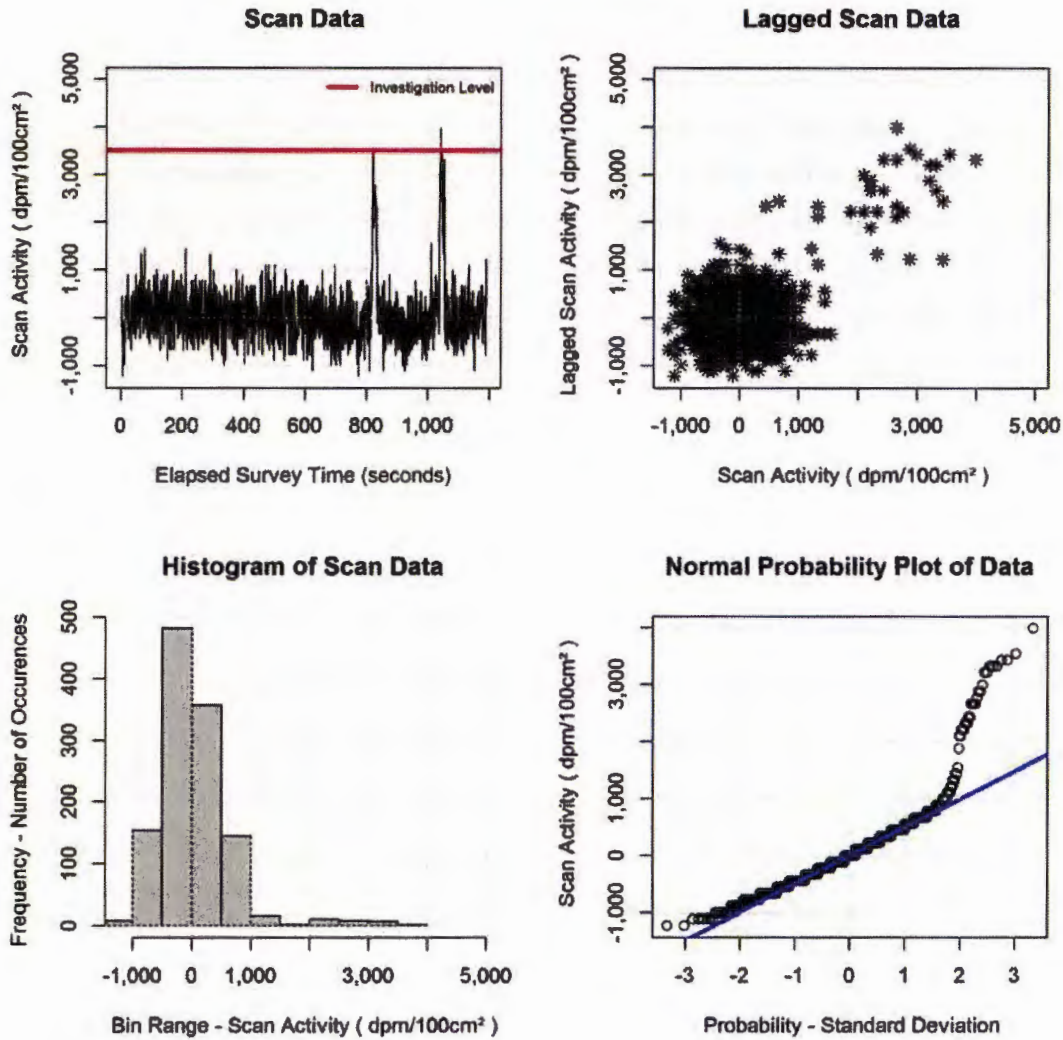 Scan Data
Scan Activity ( dpm/100cm² )
5,000
3,000
1,000
-1,000
Investigation Level
0 200 400 600 800 1,000
Elapsed Survey Time (seconds)
Lagged Scan Data
Lagged Scan Activity ( dpm/100cm² )
5,000
3,000
1,000
-1,000
-1,000 0 1,000 3,000 5,000
Scan Activity ( dpm/100cm² )
Histogram of Scan Data
Frequency - Number of Occurences
500
400
300
200
100
0
-1,000 0 1,000 3,000 5,000
Bin Range - Scan Activity ( dpm/100cm² )
Normal Probability Plot of Data
Scan Activity ( dpm/100cm² )
3,000
1,000
0
-1,000
-3 -2 -1 0 1 2 3
Probability - Standard Deviation